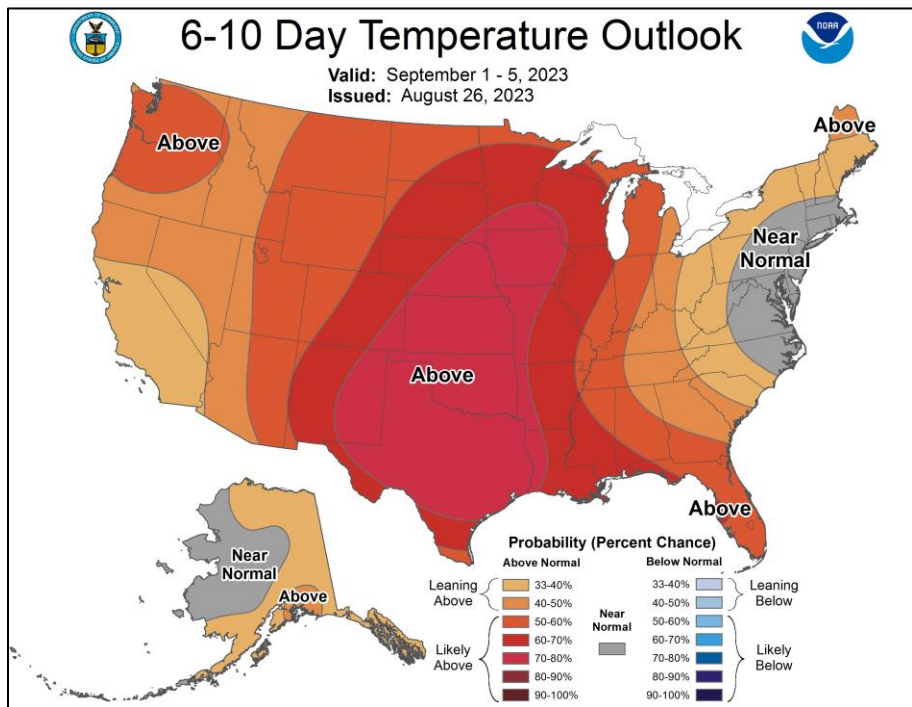 6-10 Day Temperature Outlook
NOAA
Valid: September 1 - 5, 2023
Issued: August 26, 2023
Above
Above
Near
Normal
Above
Above
Near
Normal
Above
Probability (Percent Chance)
Above Normal
Below Normal
Leaning
Above
33-40%
40-50%
Likely
Above
50-60%
60-70%
70-80%
80-90%
90-100%
Near
Normal
33-40%
40-50%
Leaning
Below
50-60%
60-70%
70-80%
80-90%
90-100%
Likely
Below